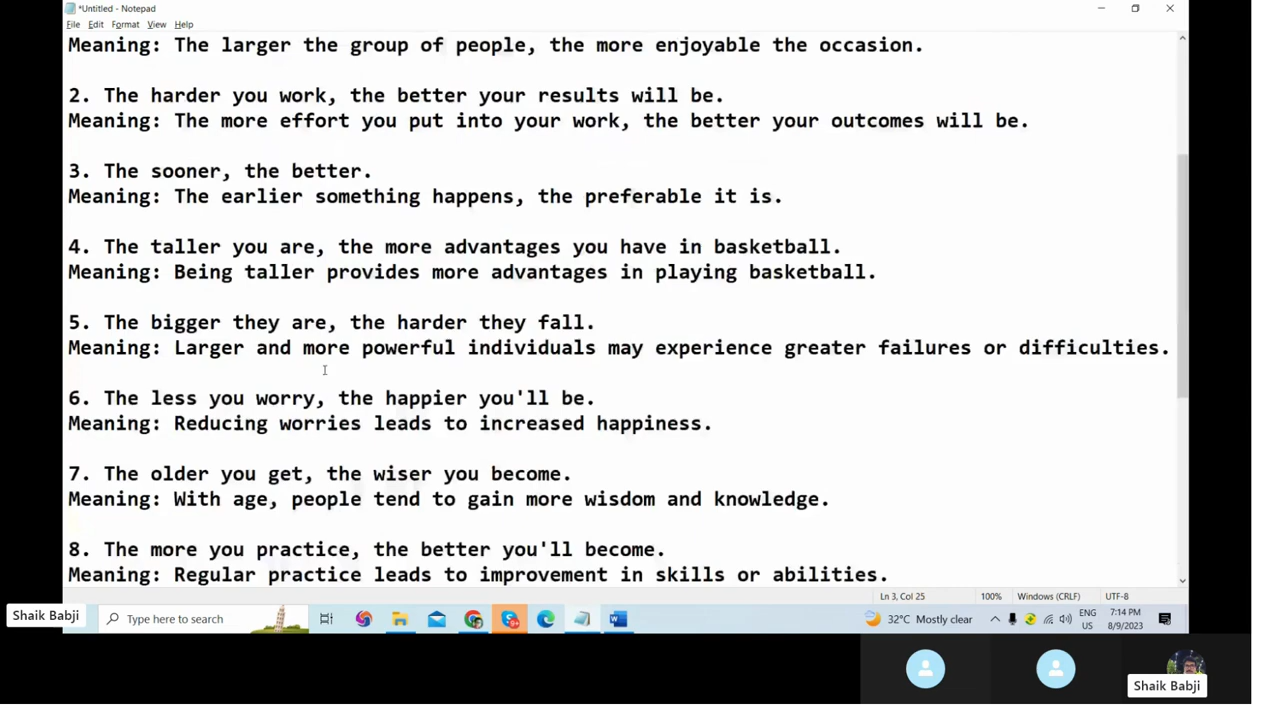 *Untitled - Notepad
File Edit Format View Help
Meaning: The larger the group of people, the more enjoyable the occasion.
2. The harder you work, the better your results will be.
Meaning: The more effort you put into your work, the better your outcomes will be.
3. The sooner, the better.
Meaning: The earlier something happens, the preferable it is.
4. The taller you are, the more advantages you have in basketball.
Meaning: Being taller provides more advantages in playing basketball.
5. The bigger they are, the harder they fall.
Meaning: Larger and more powerful individuals may experience greater failures or difficulties.
6. The less you worry, the happier you'll be.
Meaning: Reducing worries leads to increased happiness.
7. The older you get, the wiser you become.
Meaning: With age, people tend to gain more wisdom and knowledge.
8. The more you practice, the better you'll become.
Meaning: Regular practice leads to improvement in skills or abilities.
Ln 3, Col 25 100% Windows (CRLF) UTF-8
Shaik Babji
Type here to search
32°C Mostly clear
ENG
US
7:14 PM
8/9/2023
Shaik Babji